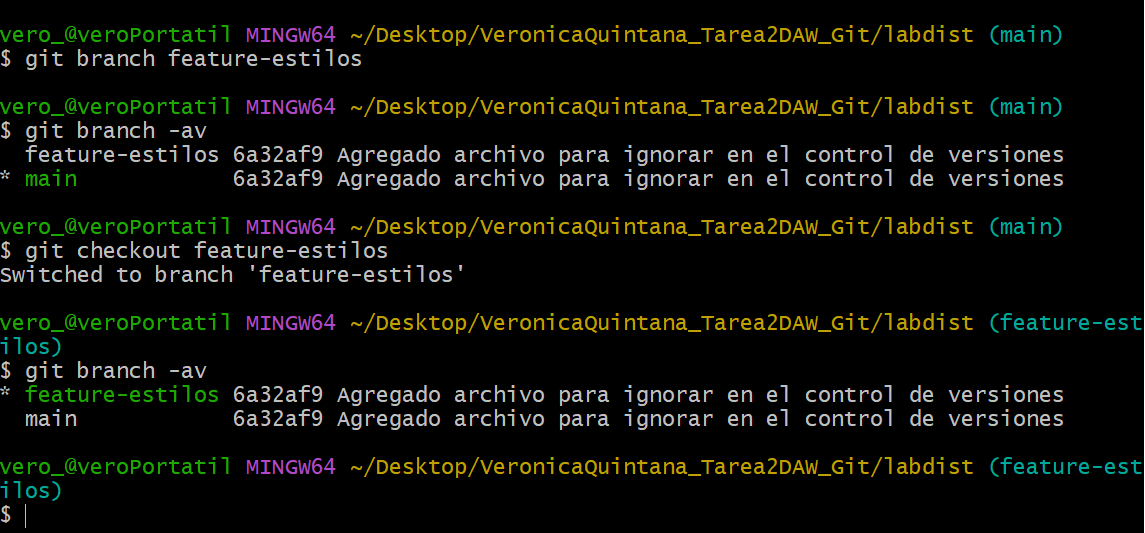 vero_@veroPortatil MINGW64 ~/Desktop/VeronicaQuintana_Tarea2DAW_Git/labdist (main)
$ git branch feature-estilos
vero_@veroPortatil MINGW64 ~/Desktop/VeronicaQuintana_Tarea2DAW_Git/labdist (main)
$ git branch -av
  feature-estilos 6a32af9 Agregado archivo para ignorar en el control de versiones
* main            6a32af9 Agregado archivo para ignorar en el control de versiones
vero_@veroPortatil MINGW64 ~/Desktop/VeronicaQuintana_Tarea2DAW_Git/labdist (main)
$ git checkout feature-estilos
Switched to branch 'feature-estilos'
vero_@veroPortatil MINGW64 ~/Desktop/VeronicaQuintana_Tarea2DAW_Git/labdist (feature-est
ilos)
$ git branch -av
* feature-estilos 6a32af9 Agregado archivo para ignorar en el control de versiones
  main            6a32af9 Agregado archivo para ignorar en el control de versiones
vero_@veroPortatil MINGW64 ~/Desktop/VeronicaQuintana_Tarea2DAW_Git/labdist (feature-est
ilos)
$